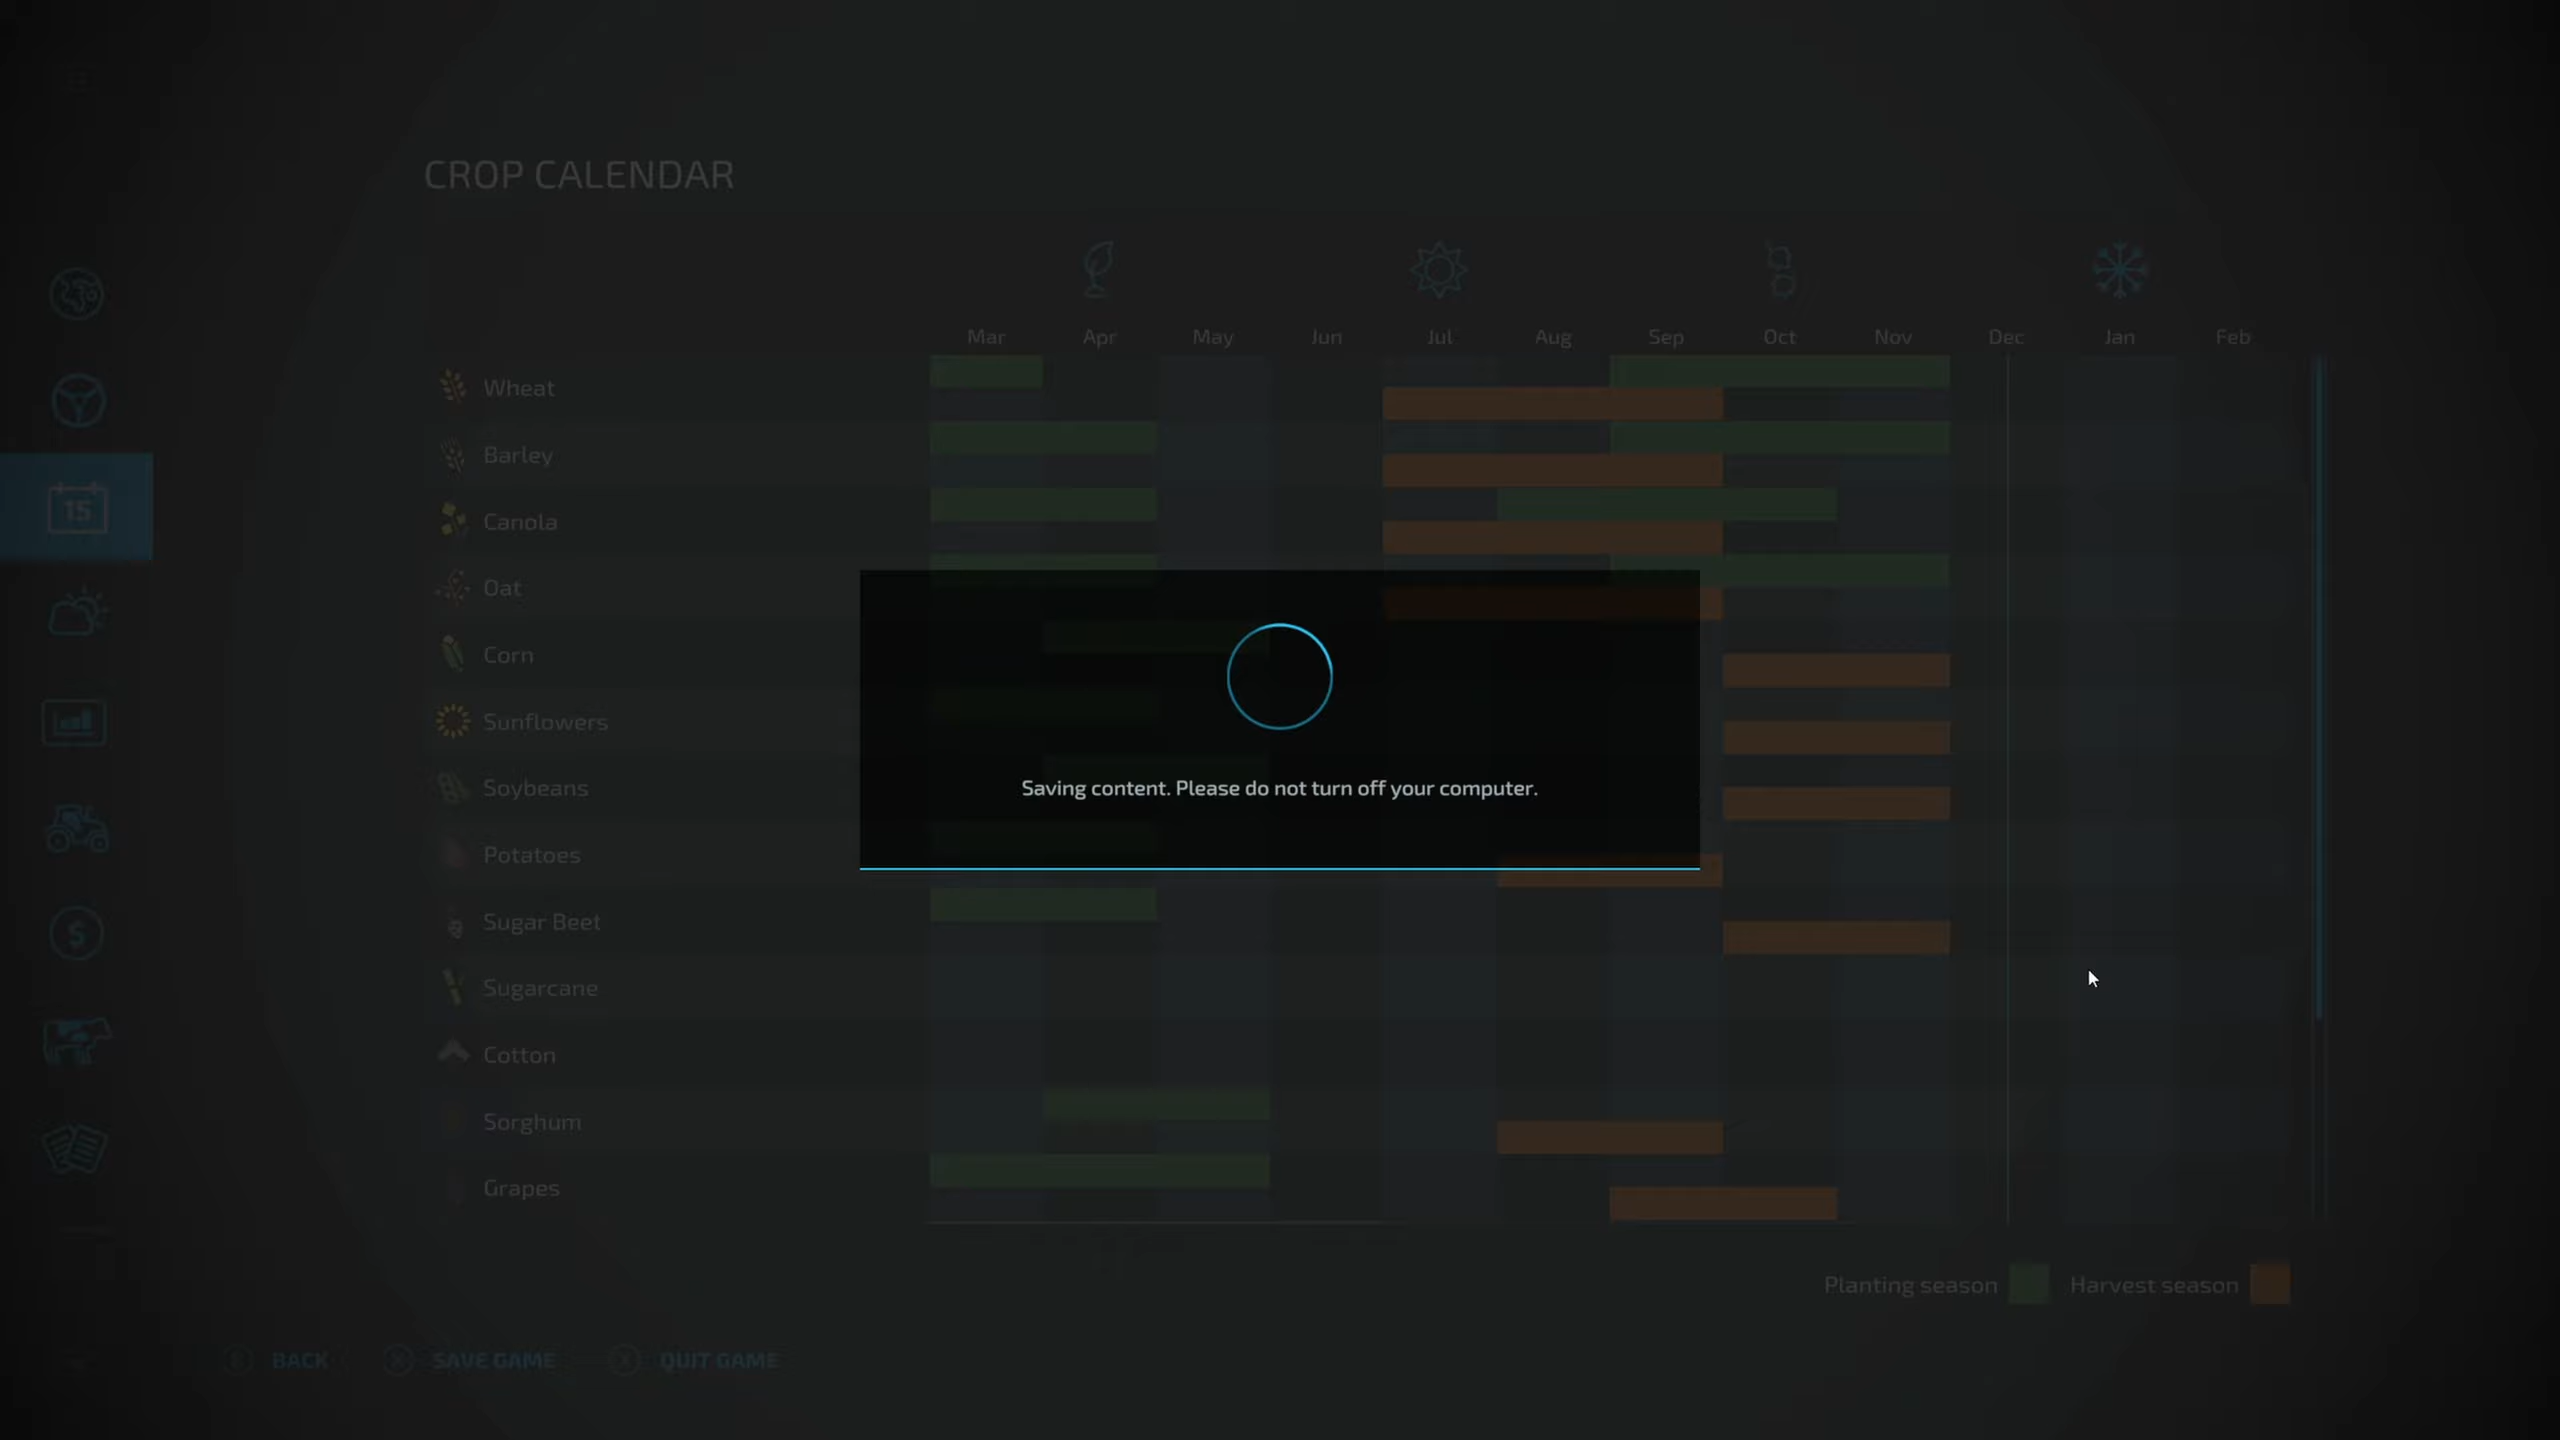 CROP CALENDAR
Mar Apr May Jun Jul Aug Sep Oct Nov Dec Jan Feb
Wheat
Barley
Canola
15
Oat
Corn
Sunflowers
Saving content. Please do not turn off your computer.
Soybeans
Potatoes
Sugar Beet
$
Sugarcane
Cotton
Sorghum
Grapes
Planting season Harvest season
BACK SAVE GAME QUIT GAME